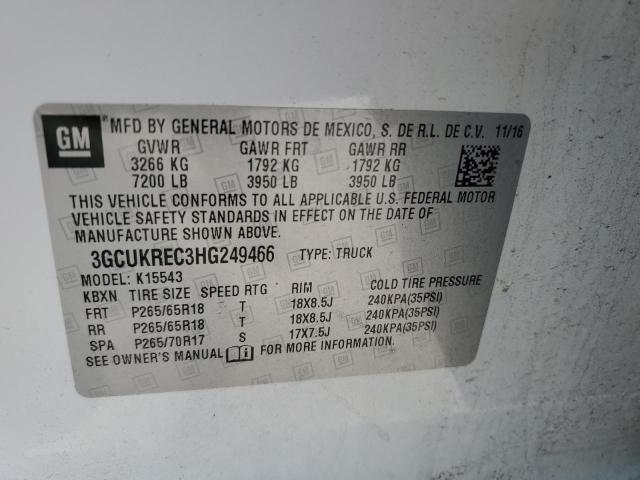 GM
® MFD BY GENERAL MOTORS DE MEXICO, S. DE R.L. DE C.V. 11/16
GVWR GAWR FRT GAWR RR
3266 KG 1792 KG 1792 KG
7200 LB 3950 LB 3950 LB
THIS VEHICLE CONFORMS TO ALL APPLICABLE U.S. FEDERAL MOTOR
VEHICLE SAFETY STANDARDS IN EFFECT ON THE DATE OF
MANUFACTURE SHOWN ABOVE.
3GCUKREC3HG249466 TYPE: TRUCK
MODEL: K15543
KBXN TIRE SIZE SPEED RTG RIM COLD TIRE PRESSURE
FRT P265/65R18 T 18X8.5J 240KPA(35PSI)
RR P265/65R18 T 18X8.5J 240KPA(35PSI)
SPA P265/70R17 S 17X7.5J 240KPA(35PSI)
SEE OWNER'S MANUAL FOR MORE INFORMATION.